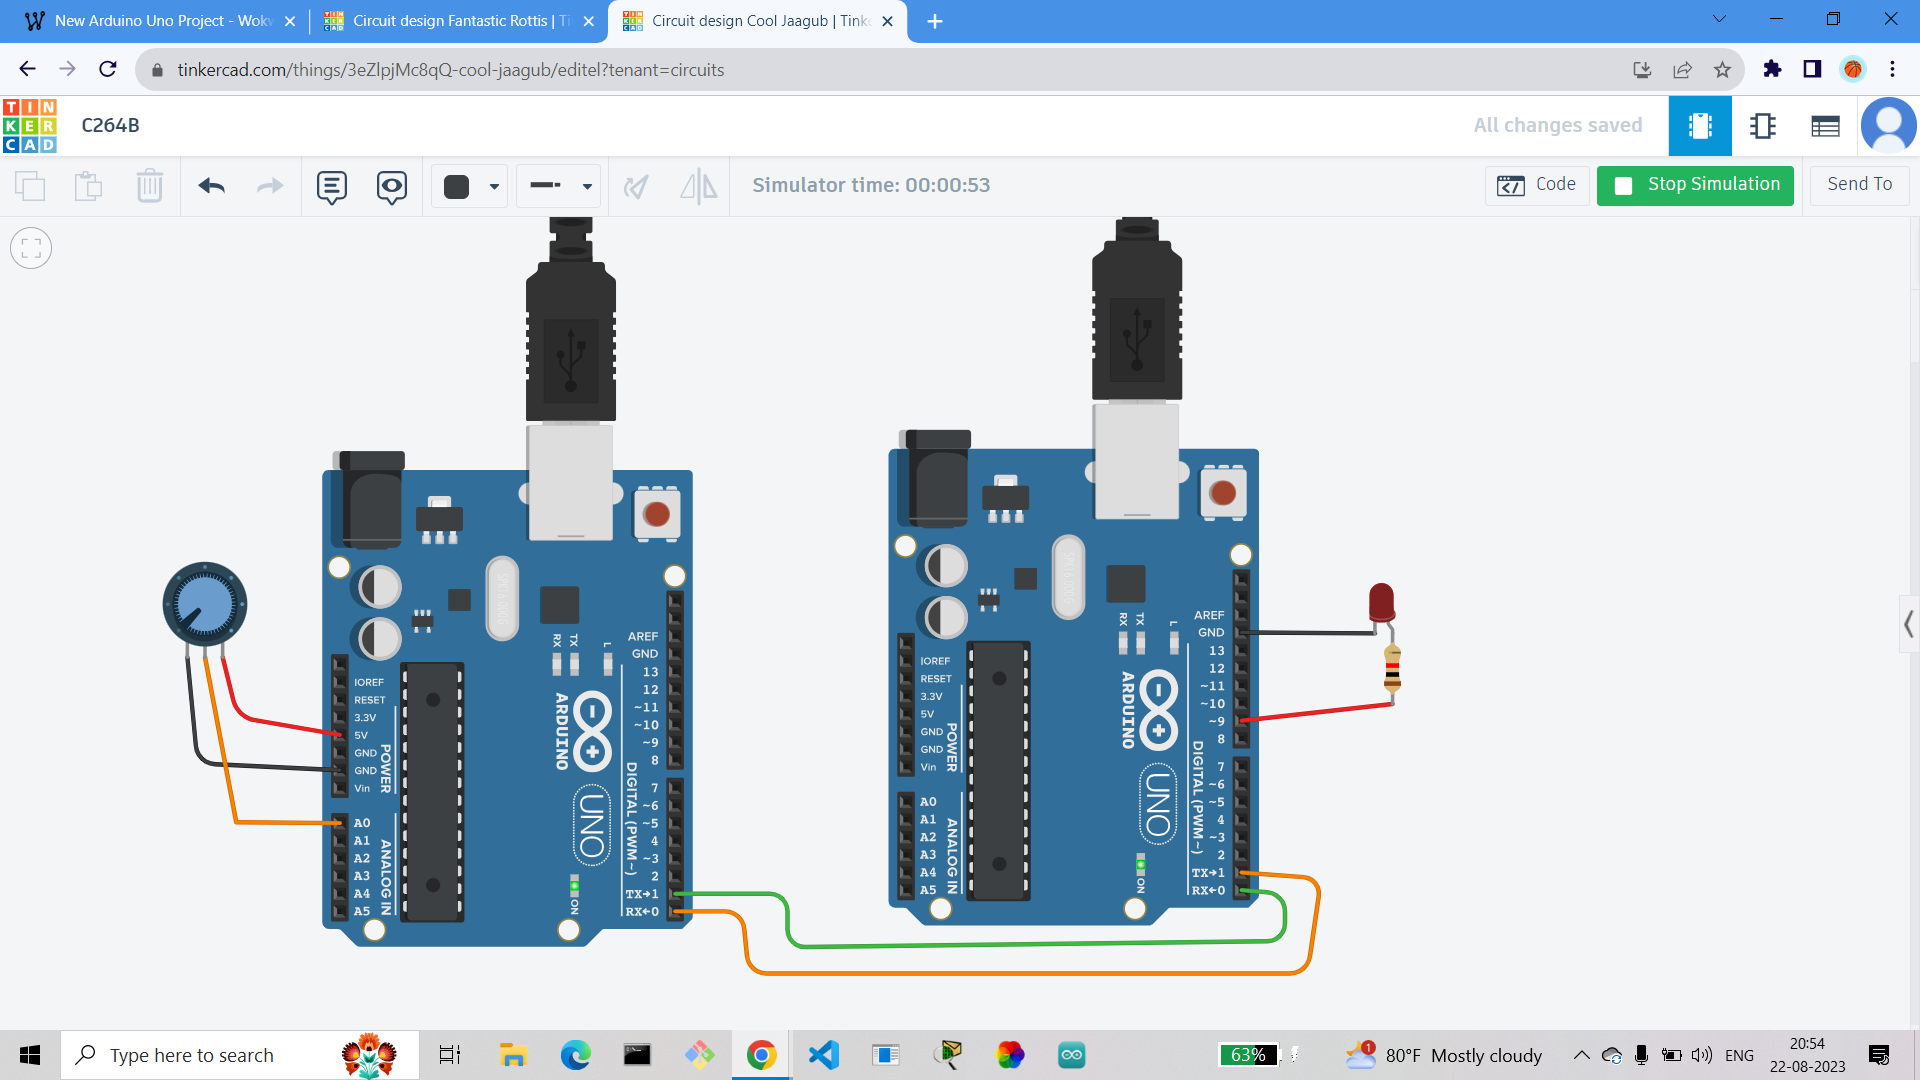 New Arduino Uno Project - Wokw
Circuit design Fantastic Rottis | Ti
Circuit design Cool Jaagub | Tinke
tinkercad.com/things/3eZlpjMc8qQ-cool-jaagub/editel?tenant=circuits
TIN
KER
CAD
C264B
All changes saved
Simulator time: 00:00:53
Code
Stop Simulation
Send To
RX
TX
L
AREF
GND
13
12
~11
~10
~9
8
IOREF
RESET
3.3V
5V
GND
GND
Vin
POWER
ARDUINO
UNO
DIGITAL (PWM~)
7
~6
~5
4
~3
2
TX→1
RX←0
A0
A1
A2
A3
A4
A5
ANALOG IN
ON
RX
TX
L
AREF
GND
13
12
~11
~10
~9
8
IOREF
RESET
3.3V
5V
GND
GND
Vin
POWER
ARDUINO
UNO
DIGITAL (PWM~)
7
~6
~5
4
~3
2
TX→1
RX←0
A0
A1
A2
A3
A4
A5
ANALOG IN
ON
Type here to search
63%
1
80°F Mostly cloudy
ENG
20:54
22-08-2023